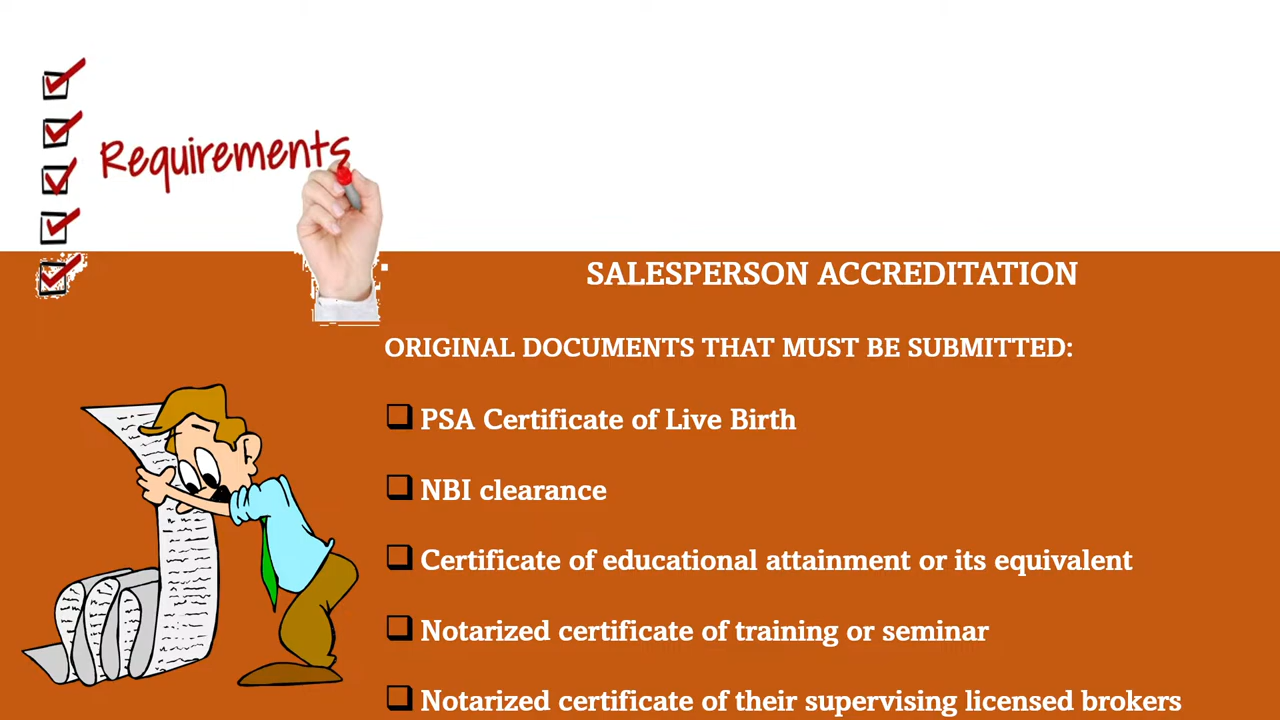 Requirements
SALESPERSON ACCREDITATION
ORIGINAL DOCUMENTS THAT MUST BE SUBMITTED:
PSA Certificate of Live Birth
NBI clearance
Certificate of educational attainment or its equivalent
Notarized certificate of training or seminar
Notarized certificate of their supervising licensed brokers